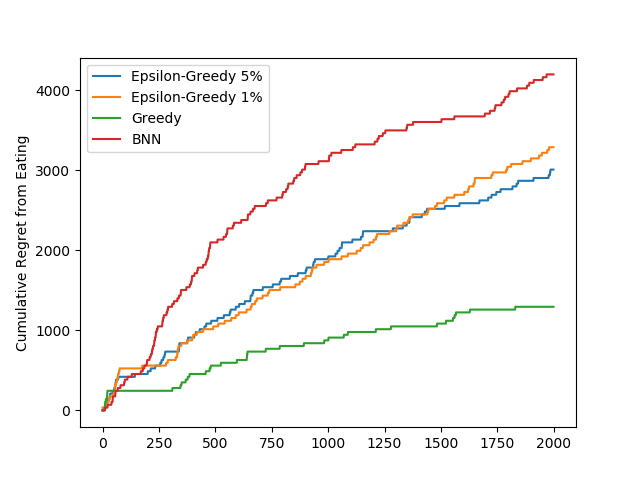 Epsilon-Greedy 5%
Epsilon-Greedy 1%
Greedy
BNN
Cumulative Regret from Eating
4000
3000
2000
1000
0
0 250 500 750 1000 1250 1500 1750 2000